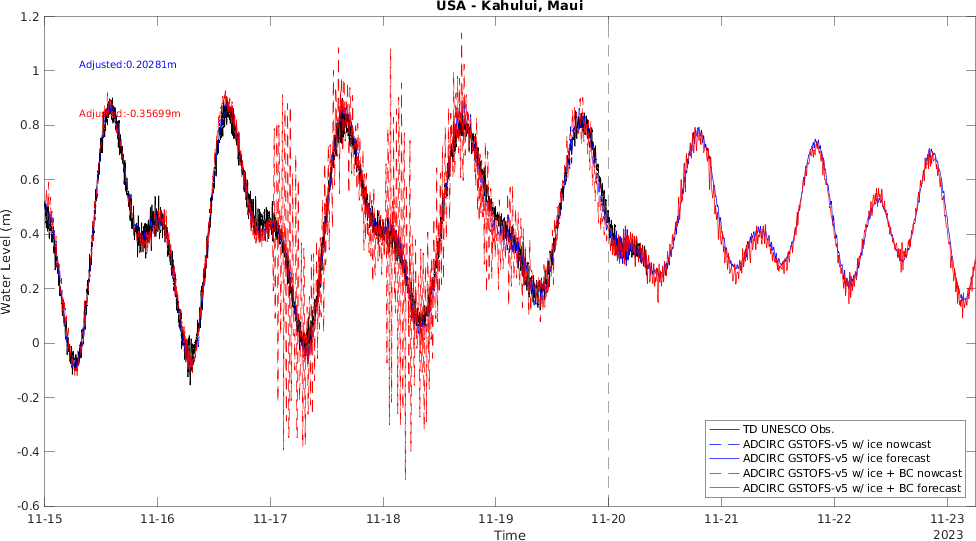 USA - Kahului, Maui
1.2
1
0.8
0.6
0.4
0.2
0
-0.2
-0.4
-0.6
Water Level (m)
Adjusted:0.20281m
Adjusted:-0.35699m
TD UNESCO Obs.
ADCIRC GSTOFS-v5 w/ ice nowcast
ADCIRC GSTOFS-v5 w/ ice forecast
ADCIRC GSTOFS-v5 w/ ice + BC nowcast
ADCIRC GSTOFS-v5 w/ ice + BC forecast
11-15 11-16 11-17 11-18 11-19 11-20 11-21 11-22 11-23
Time
2023